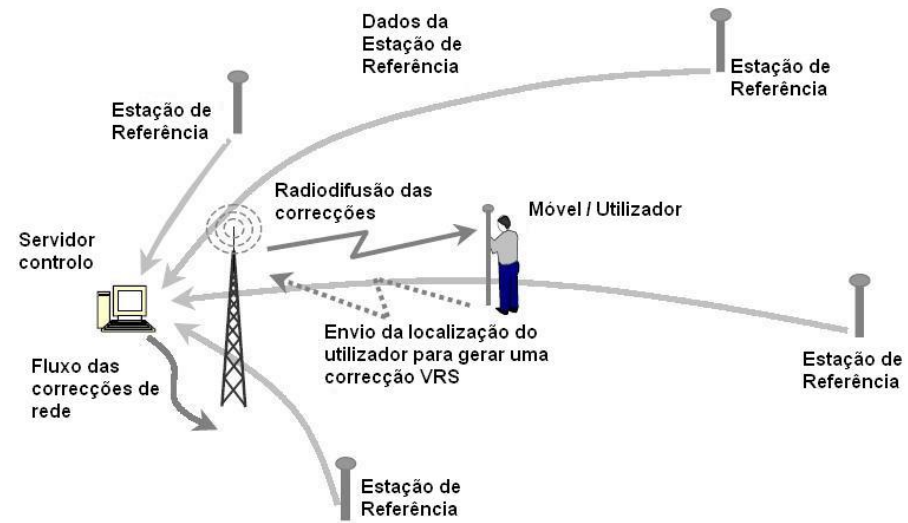 Dados da
Estação de
Referência
Estação de
Referência
Estação de
Referência
Radiodifusão das
correcções
Móvel / Utilizador
Servidor
controlo
Envio da localização do
utilizador para gerar uma
correcção VRS
Estação de
Referência
Fluxo das
correcções de
rede
Estação de
Referência